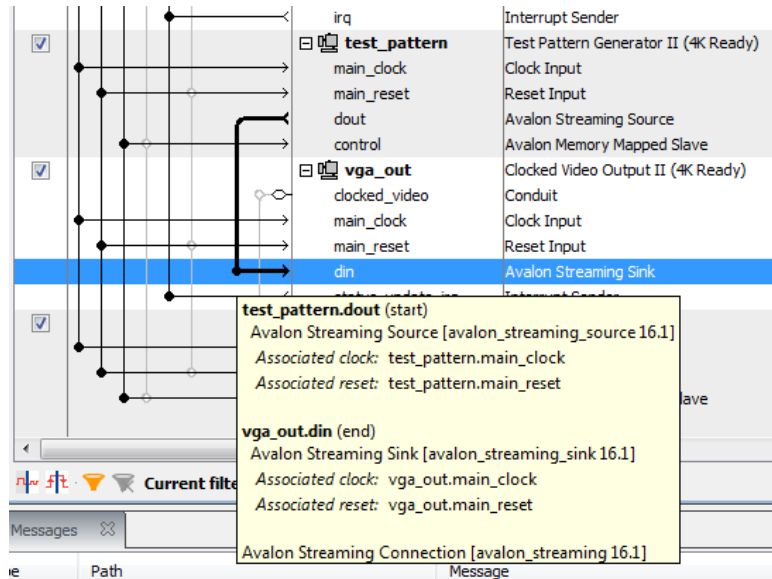 irq Interrupt Sender
test_pattern Test Pattern Generator II (4K Ready)
main_clock Clock Input
main_reset Reset Input
dout Avalon Streaming Source
control Avalon Memory Mapped Slave
vga_out Clocked Video Output II (4K Ready)
clocked_video Conduit
main_clock Clock Input
main_reset Reset Input
din Avalon Streaming Sink
status_update_irq Interrupt Sender
test_pattern.dout (start)
Avalon Streaming Source [avalon_streaming_source 16.1]
Associated clock: test_pattern.main_clock
Associated reset: test_pattern.main_reset
lave
vga_out.din (end)
Avalon Streaming Sink [avalon_streaming_sink 16.1]
Associated clock: vga_out.main_clock
Associated reset: vga_out.main_reset
Avalon Streaming Connection [avalon_streaming 16.1]
Current filte
Messages
pe Path Message